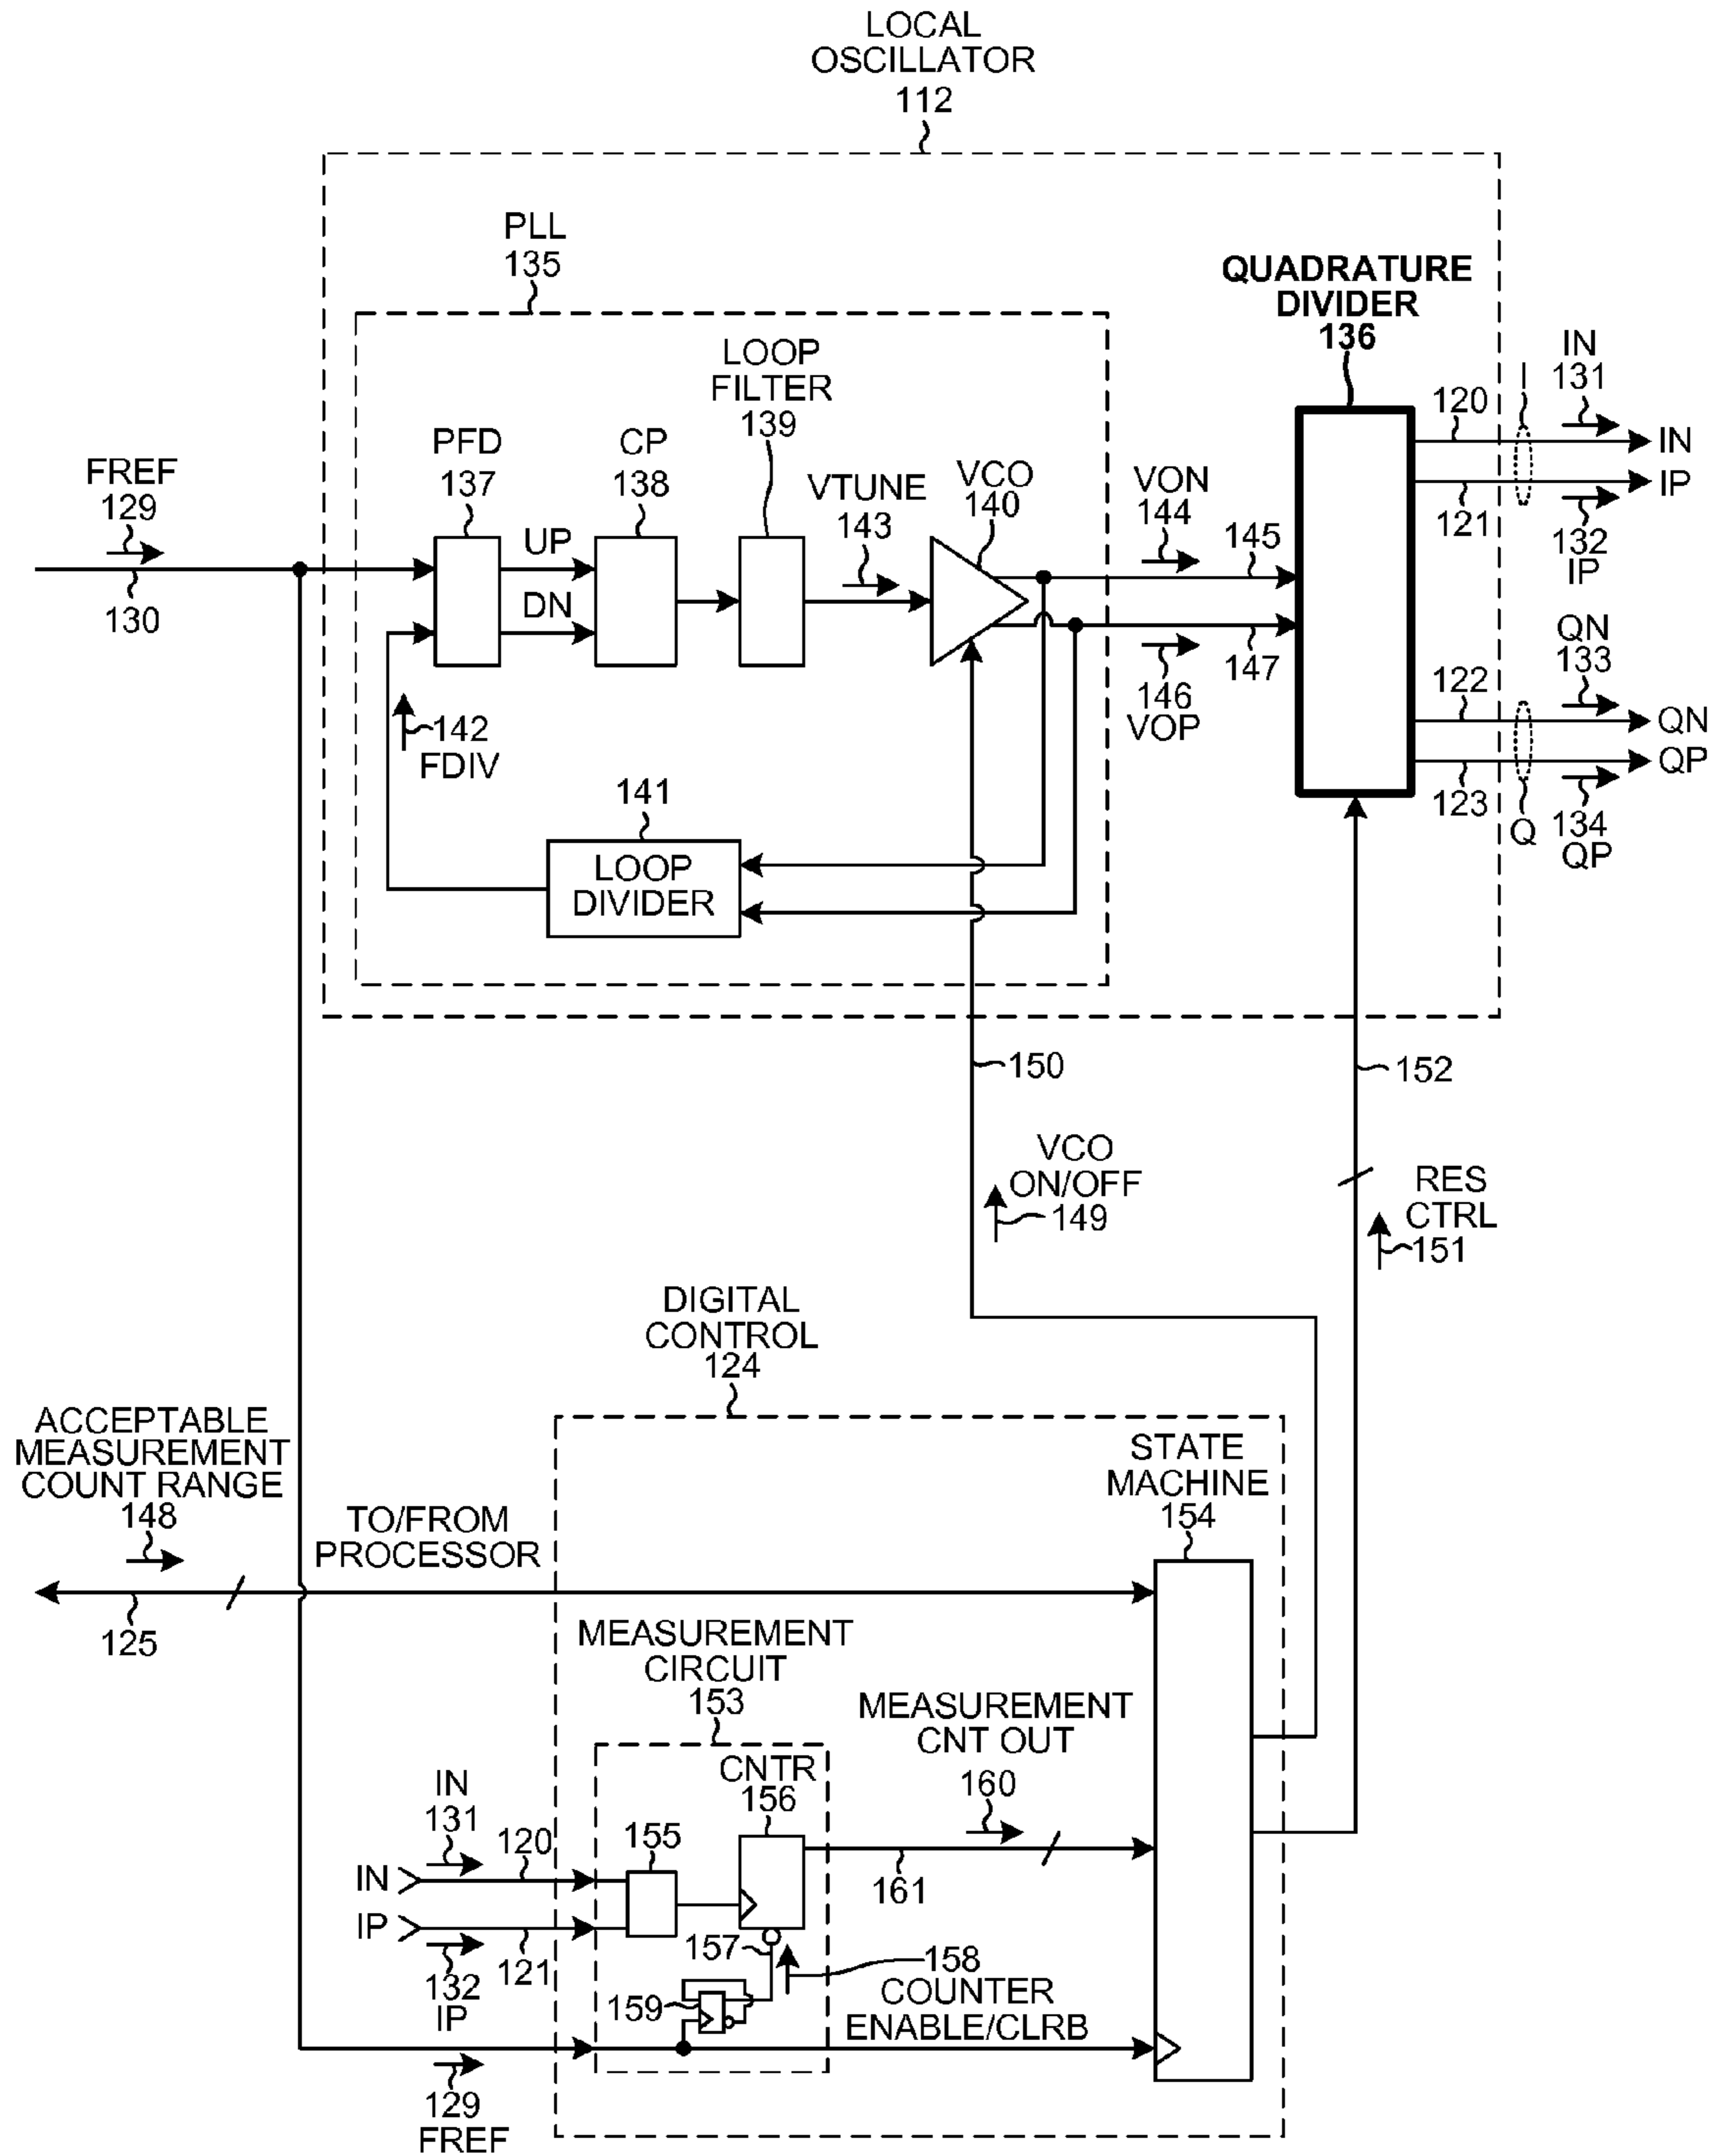 LOCAL
OSCILLATOR
112
PLL
135
QUADRATURE
DIVIDER
136
LOOP
FILTER
139
PFD
137
CP
138
FREF
129
130
UP
DN
VTUNE
143
VCO
140
VON
144
145
146
VOP
147
120
121
I
IN
131
IN
IP
132
IP
QN
133
122
123
Q
QN
QP
134
QP
142
FDIV
141
LOOP
DIVIDER
150
152
VCO
ON/OFF
149
RES
CTRL
151
DIGITAL
CONTROL
124
ACCEPTABLE
MEASUREMENT
COUNT RANGE
148
125
TO/FROM
PROCESSOR
STATE
MACHINE
154
MEASUREMENT
CIRCUIT
153
MEASUREMENT
CNT OUT
160
161
CNTR
156
155
IN
131
120
IN
IP
132
IP
121
157
158
COUNTER
ENABLE/CLRB
159
129
FREF